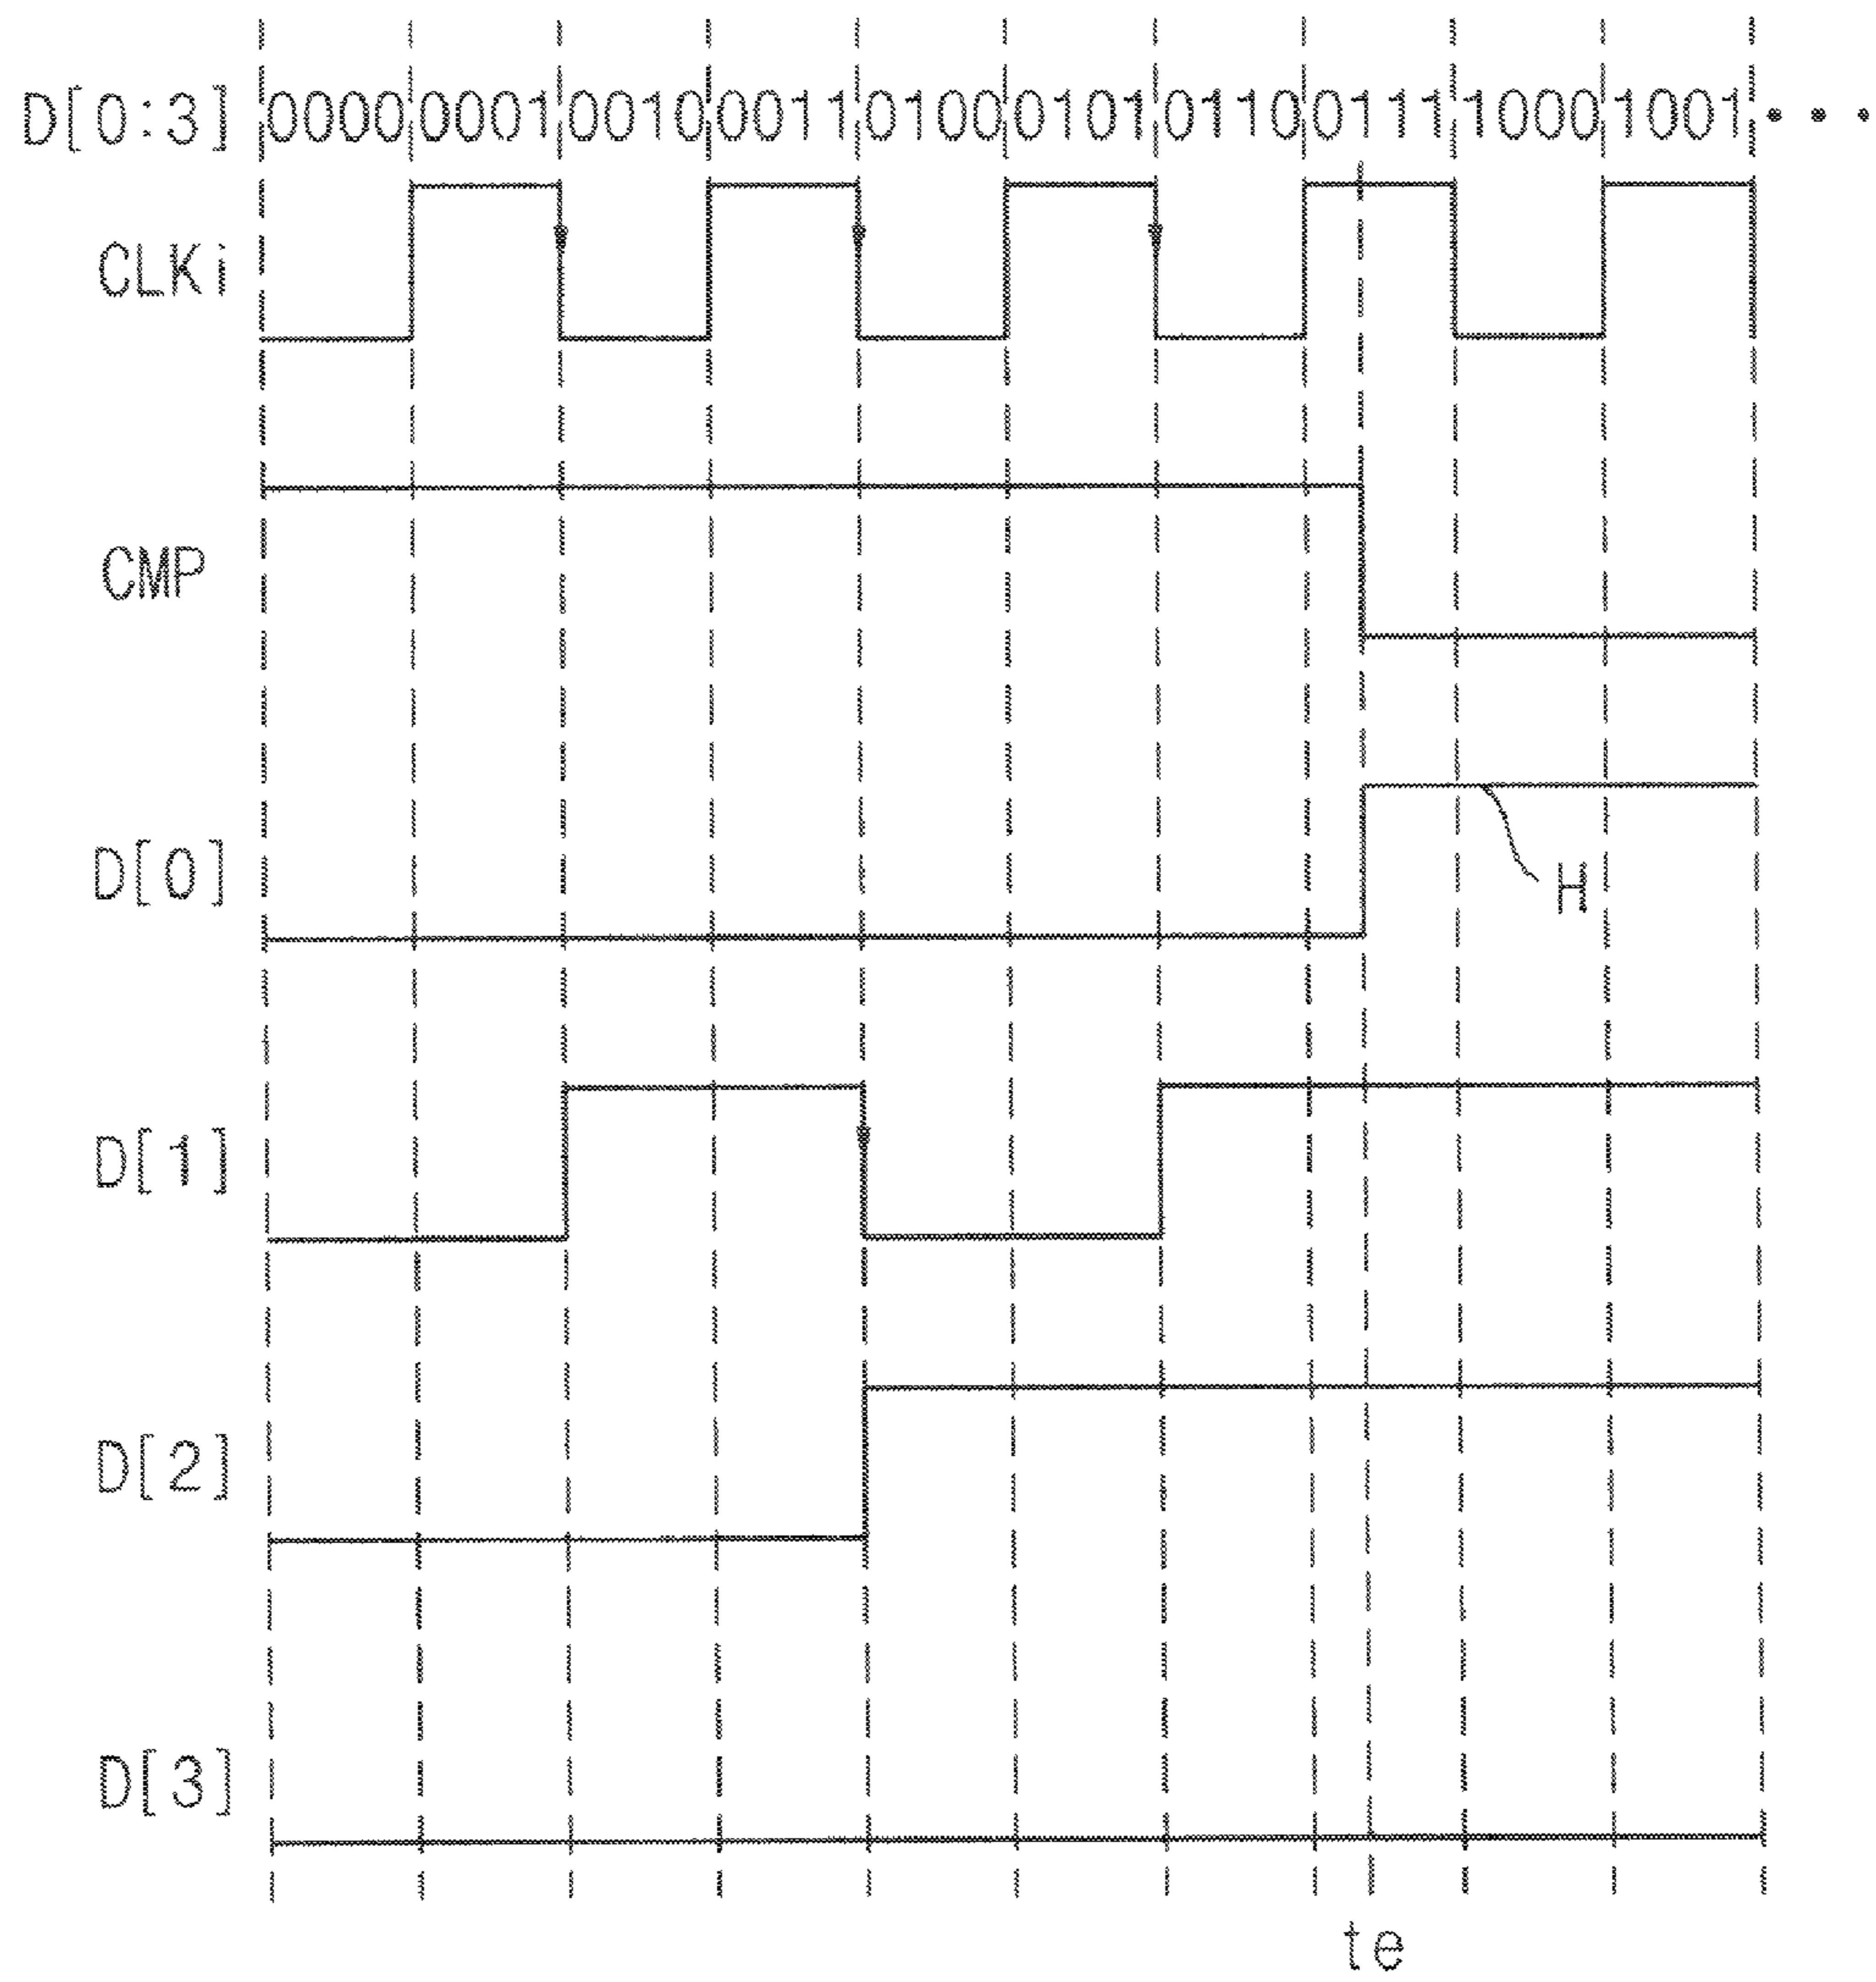 D[0:3] 0000 0001 0010 0011 0100 0101 0110 0111 1000 1001 •••
CLKi
CMP
D[0]
H
D[1]
D[2]
D[3]
te